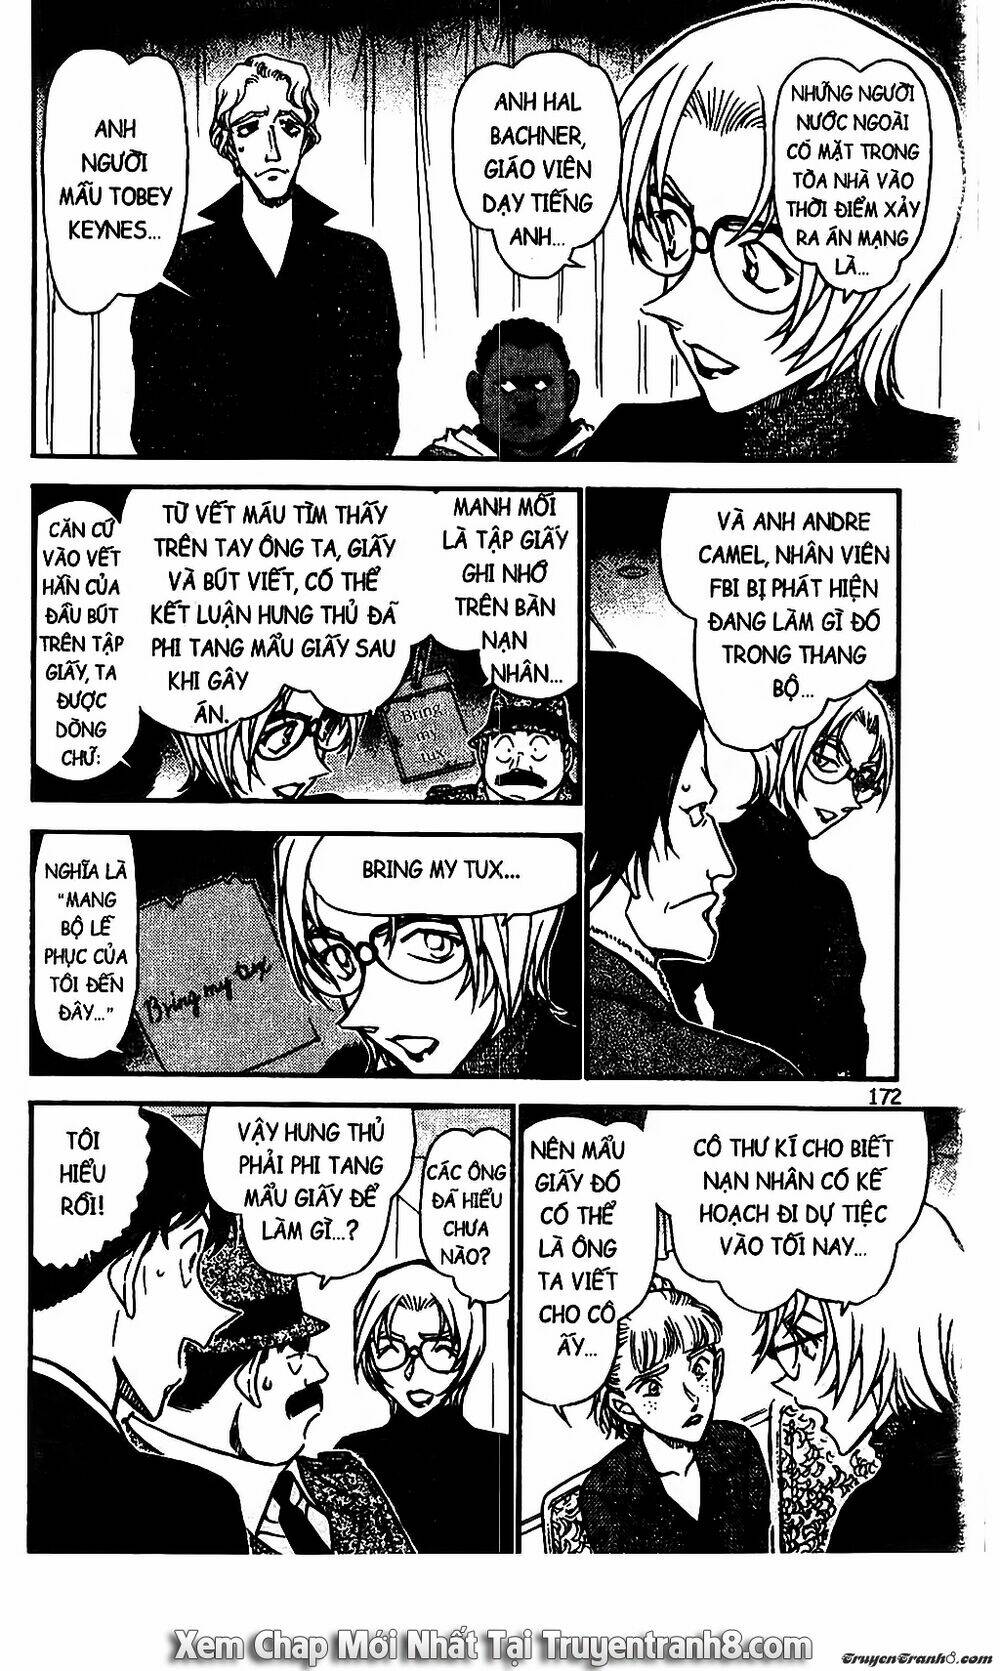 NHỮNG NGƯỜI
NƯỚC NGOÀI
CÓ MẶT TRONG
TÒA NHÀ VÀO
THỜI ĐIỂM XẢY
RA ÁN MẠNG
LÀ...
ANH HAL
BACHNER,
GIÁO VIÊN
DẠY TIẾNG
ANH...
ANH
NGƯỜI
MẪU TOBEY
KEYNES...
VÀ ANH ANDRE
CAMEL, NHÂN VIÊN
FBI BỊ PHÁT HIỆN
ĐANG LÀM GÌ ĐÓ
TRONG THANG
BỘ...
MANH MỐI
LÀ TẬP GIẤY
GHI NHỚ
TRÊN BÀN
NẠN
NHÂN...
TỪ VẾT MÁU TÌM THẤY
TRÊN TAY ÔNG TA, GIẤY
VÀ BÚT VIẾT, CÓ THỂ
KẾT LUẬN HUNG THỦ ĐÃ
PHI TANG MẨU GIẤY SAU
KHI GÂY
ÁN.
CĂN CỨ
VÀO VẾT
HẰN CỦA
ĐẦU BÚT
TRÊN TẬP
GIẤY, TA
ĐƯỢC
DÒNG
CHỮ:
Bring
my
tux
BRING MY TUX...
NGHĨA LÀ
"MANG
BỘ LỄ
PHỤC CỦA
TÔI ĐẾN
ĐÂY..."
Bring my tux
172
CÔ THƯ KÍ CHO BIẾT
NẠN NHÂN CÓ KẾ
HOẠCH ĐI DỰ TIỆC
VÀO TỐI NAY...
NÊN MẨU
GIẤY ĐÓ
CÓ THỂ
LÀ ÔNG
TA VIẾT
CHO CÔ
ẤY...
CÁC ÔNG
ĐÃ HIỂU
CHƯA
NÀO?
VẬY HUNG THỦ
PHẢI PHI TANG
MẨU GIẤY ĐỂ
LÀM GÌ...?
TÔI
HIỂU
RỒI!
Xem Chap Mới Nhất Tại Truyentranh8.com
TruyenTranh8.com